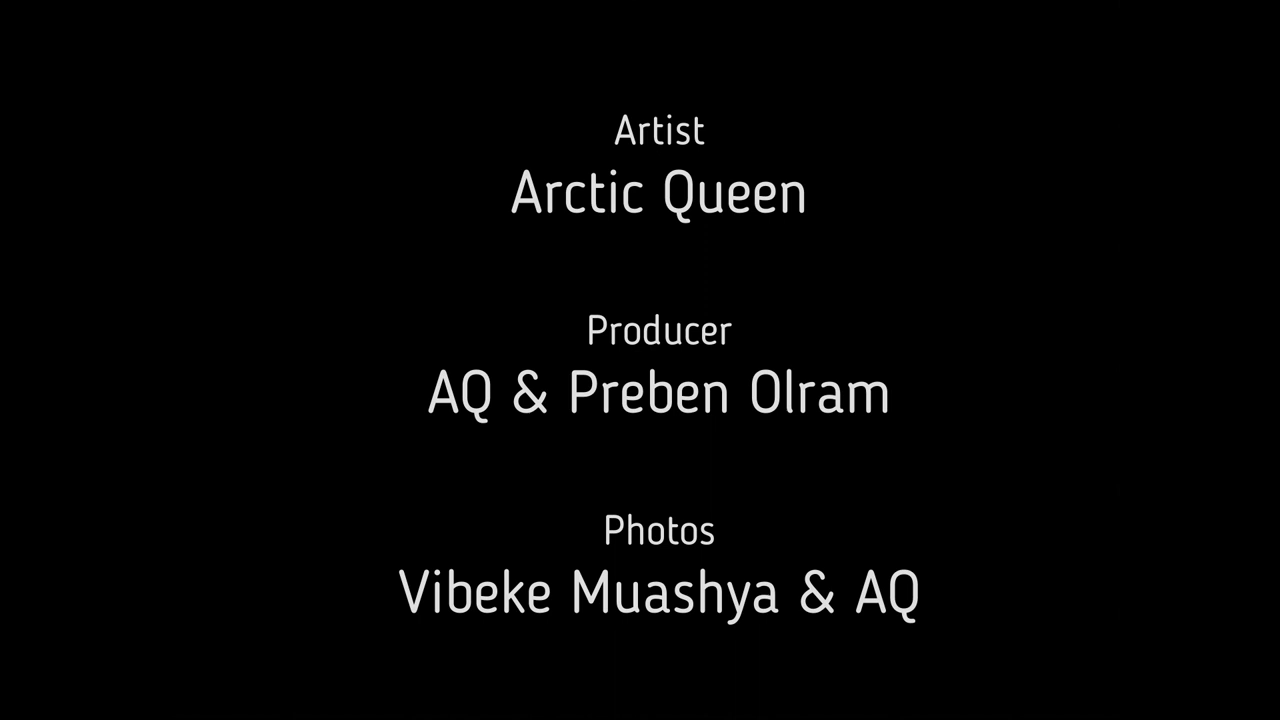 Artist
Arctic Queen
Producer
AQ & Preben Olram
Photos
Vibeke Muashya & AQ